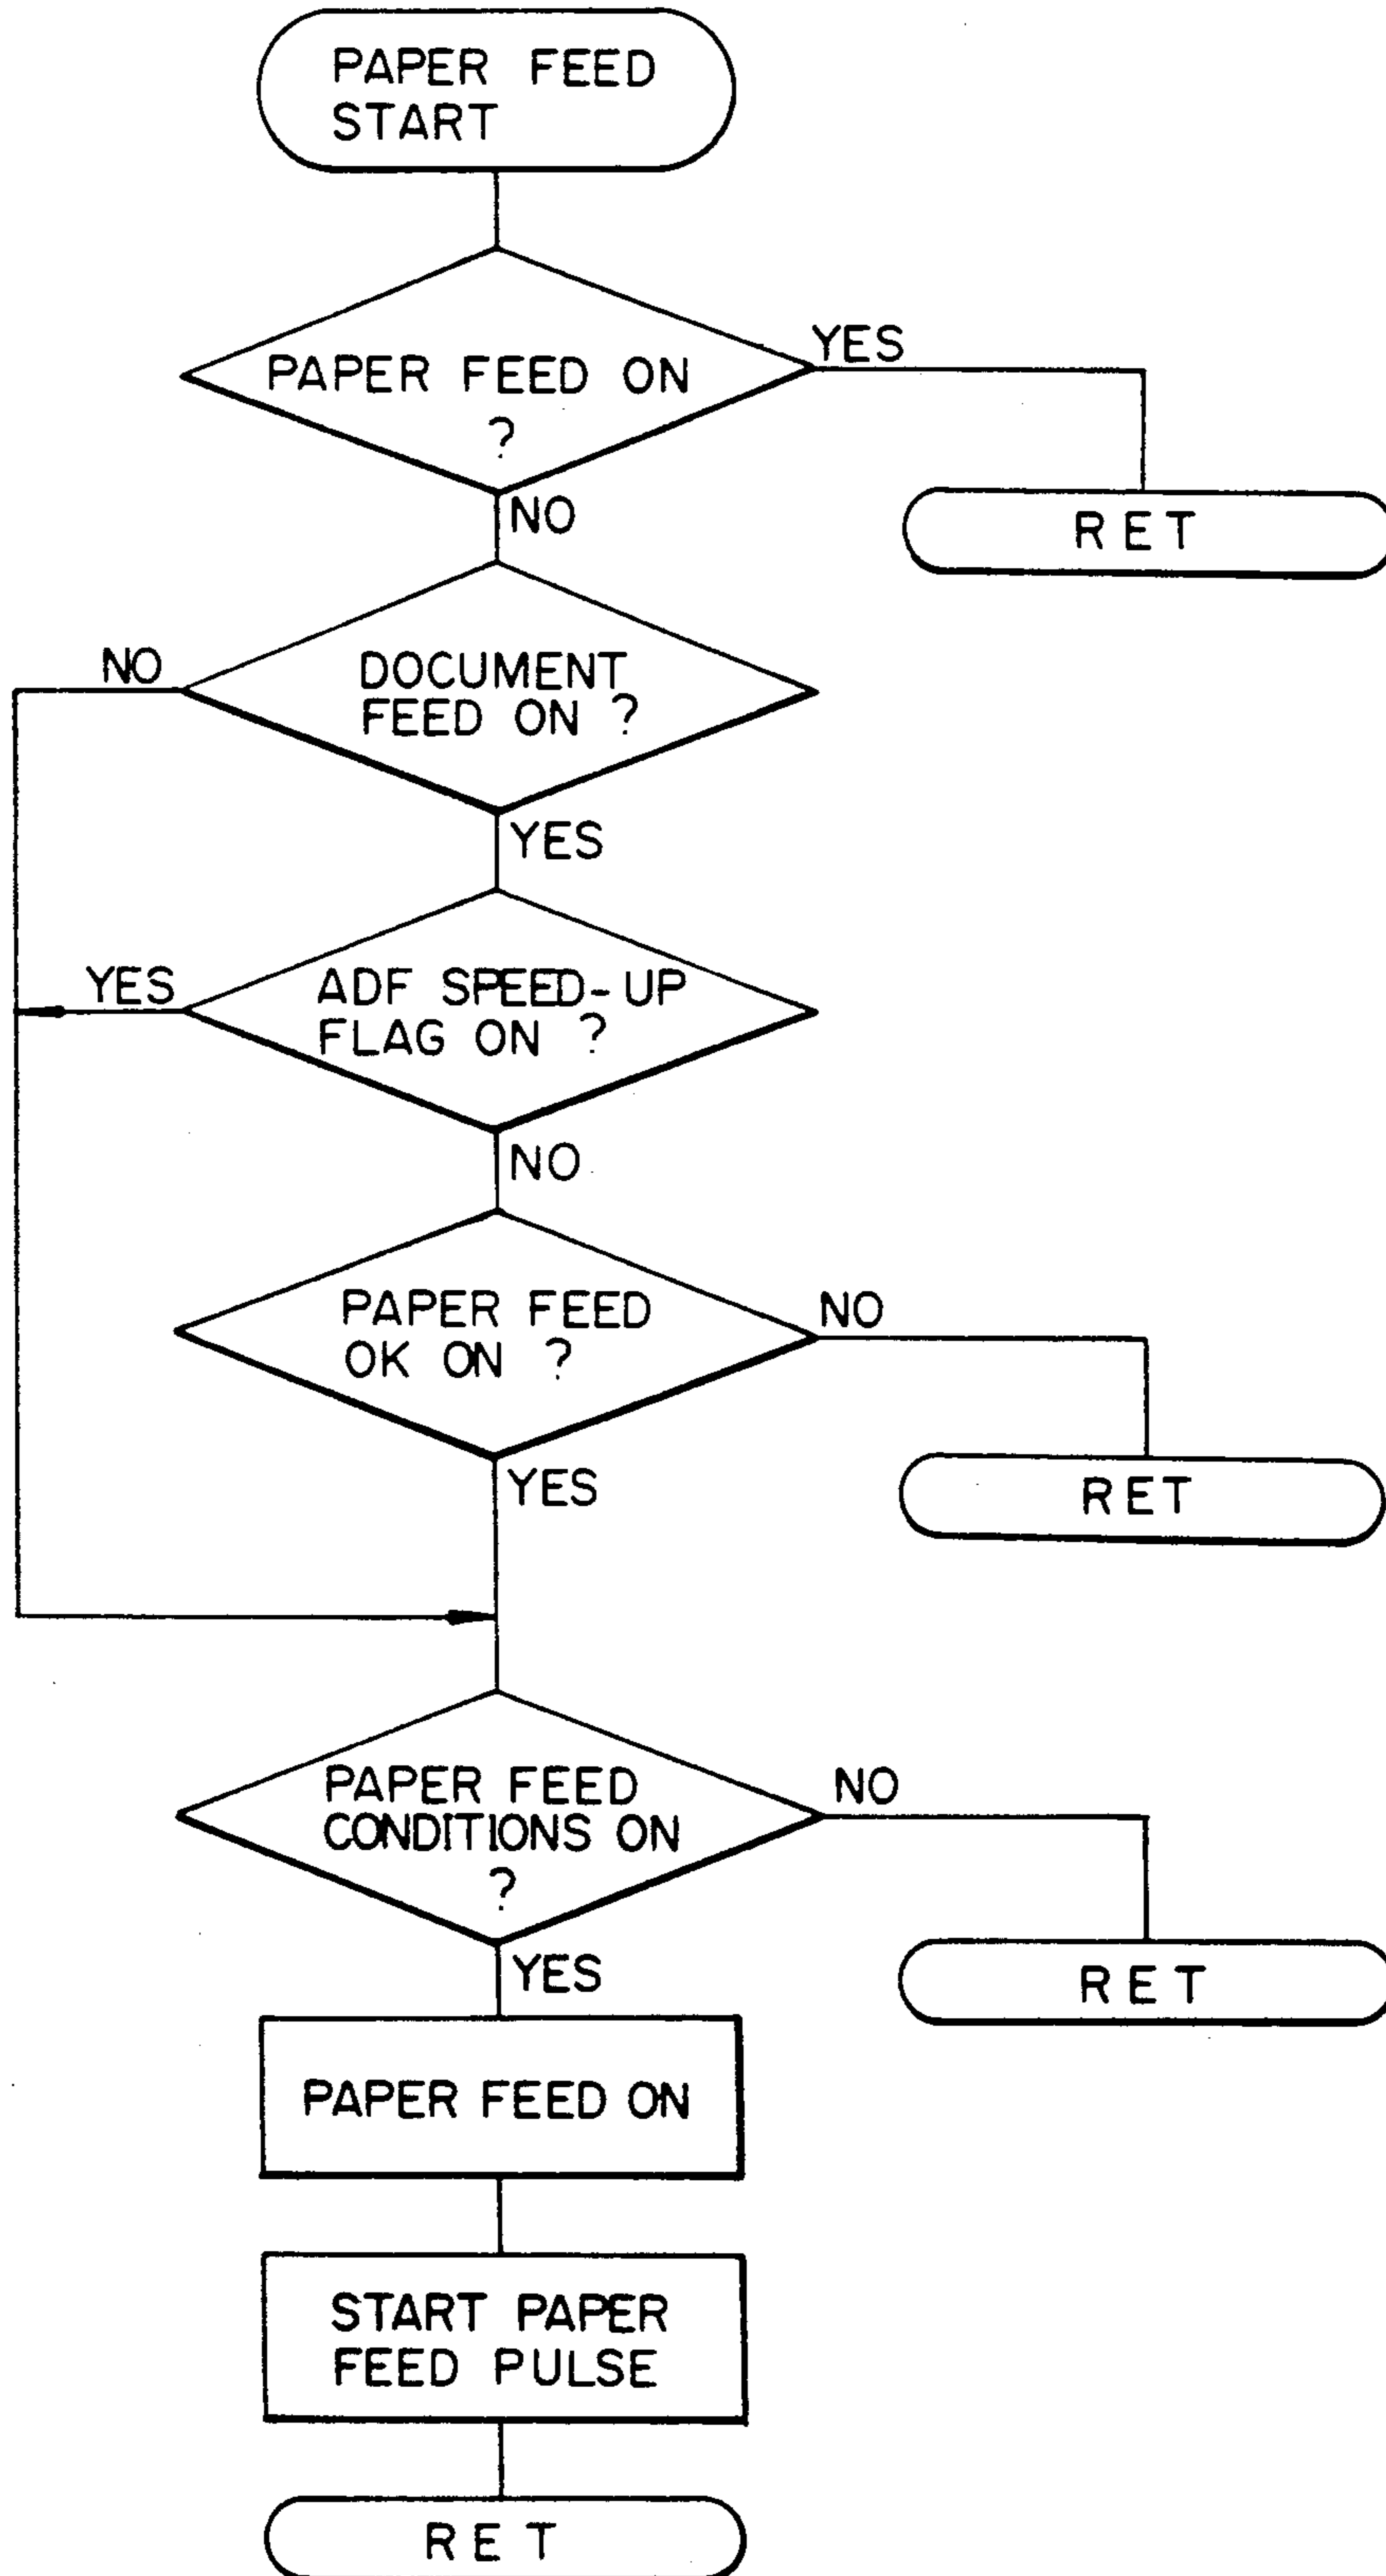 PAPER FEED
START
PAPER FEED ON
?
YES
RET
NO
DOCUMENT
FEED ON ?
NO
YES
ADF SPEED-UP
FLAG ON ?
YES
NO
PAPER FEED
OK ON ?
NO
RET
YES
PAPER FEED
CONDITIONS ON
?
NO
RET
YES
PAPER FEED ON
START PAPER
FEED PULSE
RET